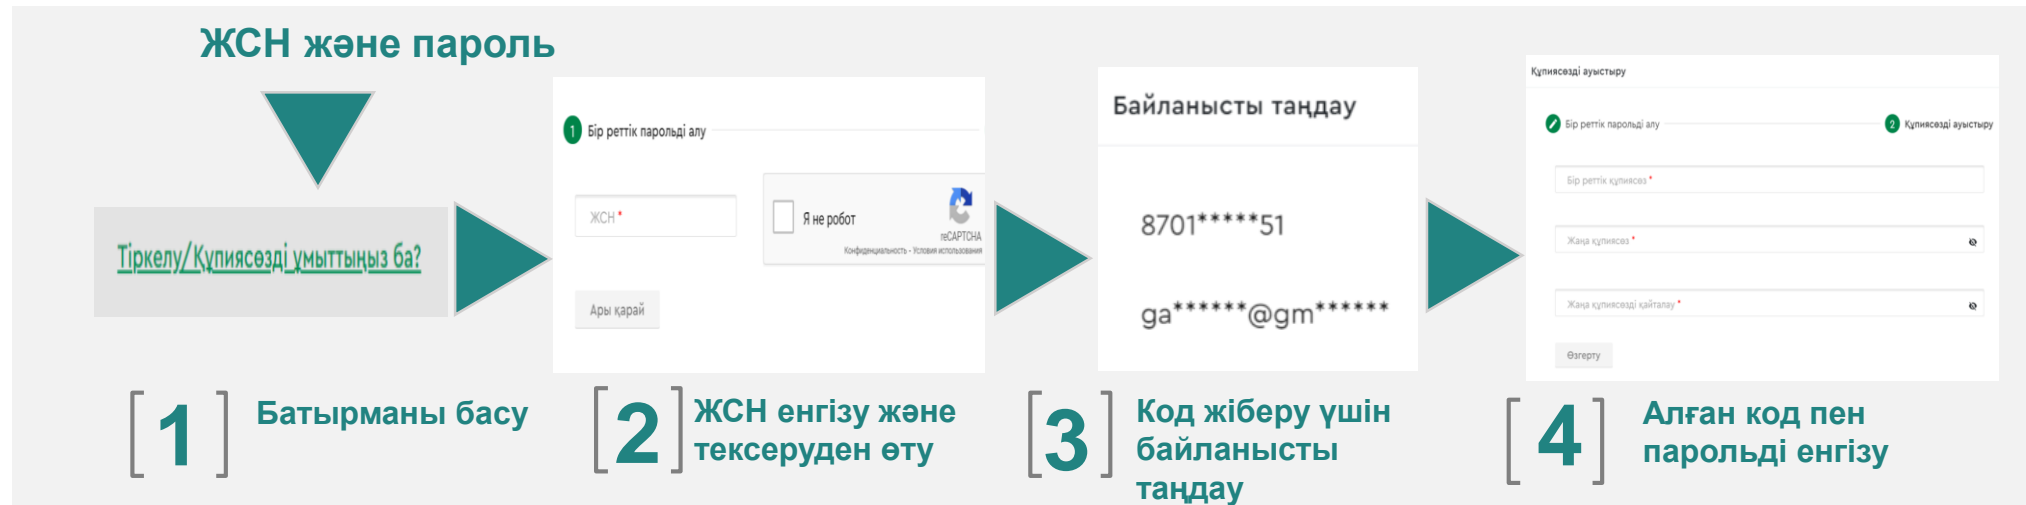 ЖСН және пароль
Тіркелу/Құпиясөзді ұмыттыңыз ба?
1 Бір реттік парольді алу
ЖСН *
Я не робот
reCAPTCHA
Конфиденциальность - Условия использования
Ары қарай
Байланысты таңдау
8701*****51
ga******@gm******
Құпиясөзді ауыстыру
Бір реттік парольді алу
2 Құпиясөзді ауыстыру
Бір реттік құпиясөз *
Жаңа құпиясөз *
Жаңа құпиясөзді қайталау *
Өзгерту
[1] Батырманы басу
[2] ЖСН енгізу және
тексеруден өту
[3] Код жіберу үшін
байланысты
таңдау
[4] Алған код пен
парольді енгізу